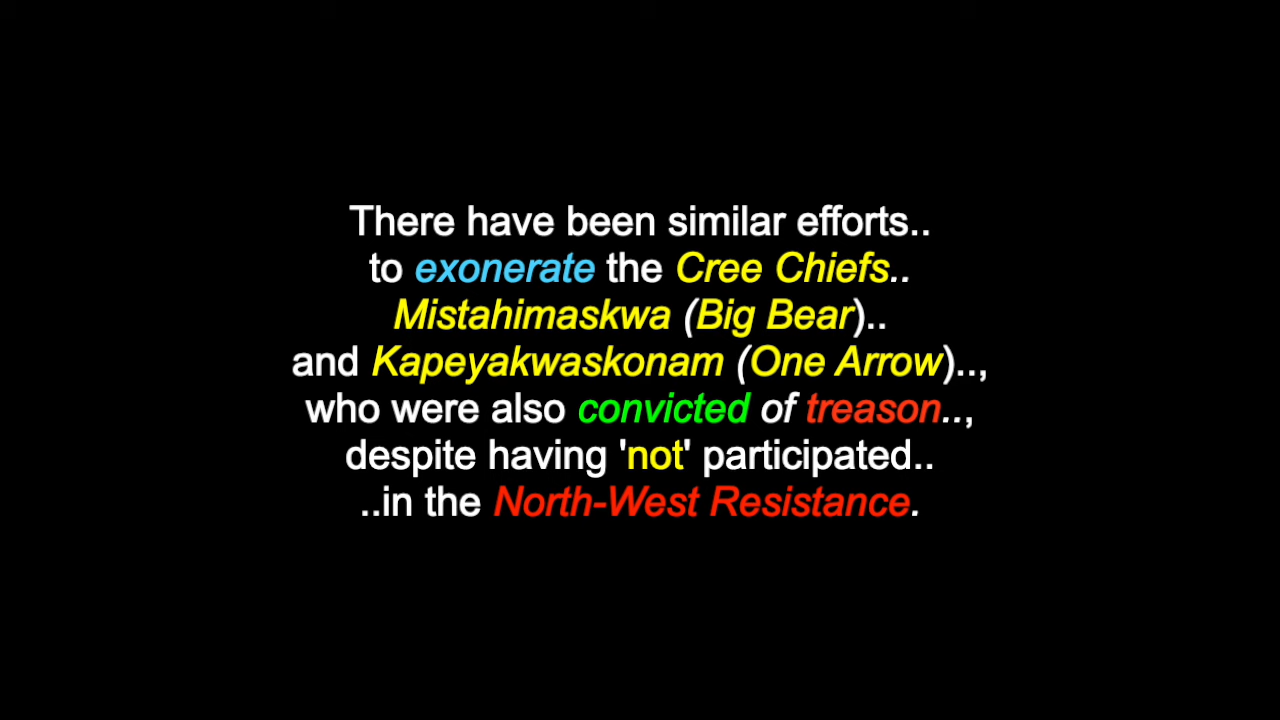 There have been similar efforts..
to exonerate the Cree Chiefs..
Mistahimaskwa (Big Bear)..
and Kapeyakwaskonam (One Arrow)..,
who were also convicted of treason..,
despite having 'not' participated..
..in the North-West Resistance.